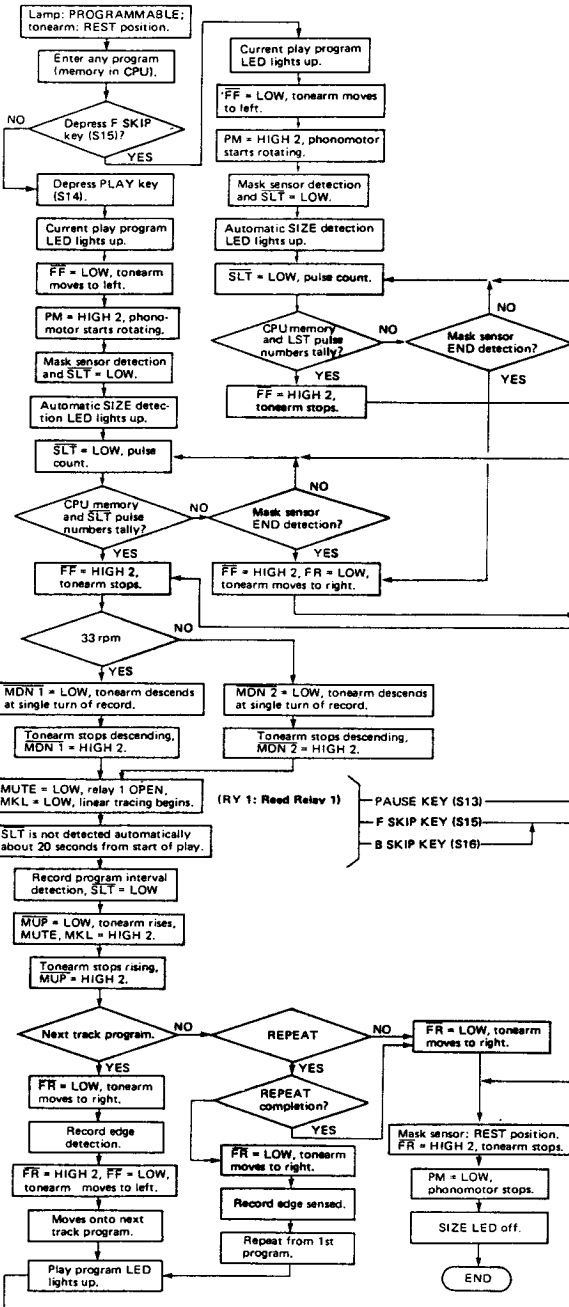 Lamp: PROGRAMMABLE;
tonearm: REST position.
Enter any program
(memory in CPU).
Depress F SKIP
key (S15)?
NO
YES
Depress PLAY key
(S14).
Current play program
LED lights up.
FF = LOW, tonearm
moves to left.
PM = HIGH 2, phono-
motor starts rotating.
Mask sensor detection
and SLT = LOW.
Automatic SIZE detec-
tion LED lights up.
SLT = LOW, pulse
count.
CPU memory
and SLT pulse
numbers tally?
NO
YES
Mask sensor
END detection?
NO
YES
FF = HIGH 2,
tonearm stops.
FF = HIGH 2, FR = LOW,
tonearm moves to right.
Current play program
LED lights up.
FF = LOW, tonearm moves
to left.
PM = HIGH 2, phonomotor
starts rotating.
Mask sensor detection
and SLT = LOW.
Automatic SIZE detection
LED lights up.
SLT = LOW, pulse count.
CPU memory
and LST pulse
numbers tally?
NO
YES
Mask sensor
END detection?
NO
YES
FF = HIGH 2,
tonearm stops.
33 rpm
NO
YES
MDN 1 = LOW, tonearm descends
at single turn of record.
Tonearm stops descending,
MDN 1 = HIGH 2.
MDN 2 = LOW, tonearm descends
at single turn of record.
Tonearm stops descending,
MDN 2 = HIGH 2.
MUTE = LOW, relay 1 OPEN,
MKL = LOW, linear tracing begins.
(RY 1: Reed Relay 1)
PAUSE KEY (S13)
F SKIP KEY (S15)
B SKIP KEY (S16)
SLT is not detected automatically
about 20 seconds from start of play.
Record program interval
detection, SLT = LOW
MUP = LOW, tonearm rises,
MUTE, MKL = HIGH 2.
Tonearm stops rising,
MUP = HIGH 2.
Next track program.
NO
YES
REPEAT
NO
YES
REPEAT
completion?
YES
FR = LOW, tonearm
moves to right.
Record edge
detection.
FR = HIGH 2, FF = LOW,
tonearm moves to left.
Moves onto next
track program.
Play program LED
lights up.
FR = LOW, tonearm
moves to right.
Record edge sensed.
Repeat from 1st
program.
FR = LOW, tonearm
moves to right.
Mask sensor: REST position.
FR = HIGH 2, tonearm stops.
PM = LOW,
phonomotor stops.
SIZE LED off.
END